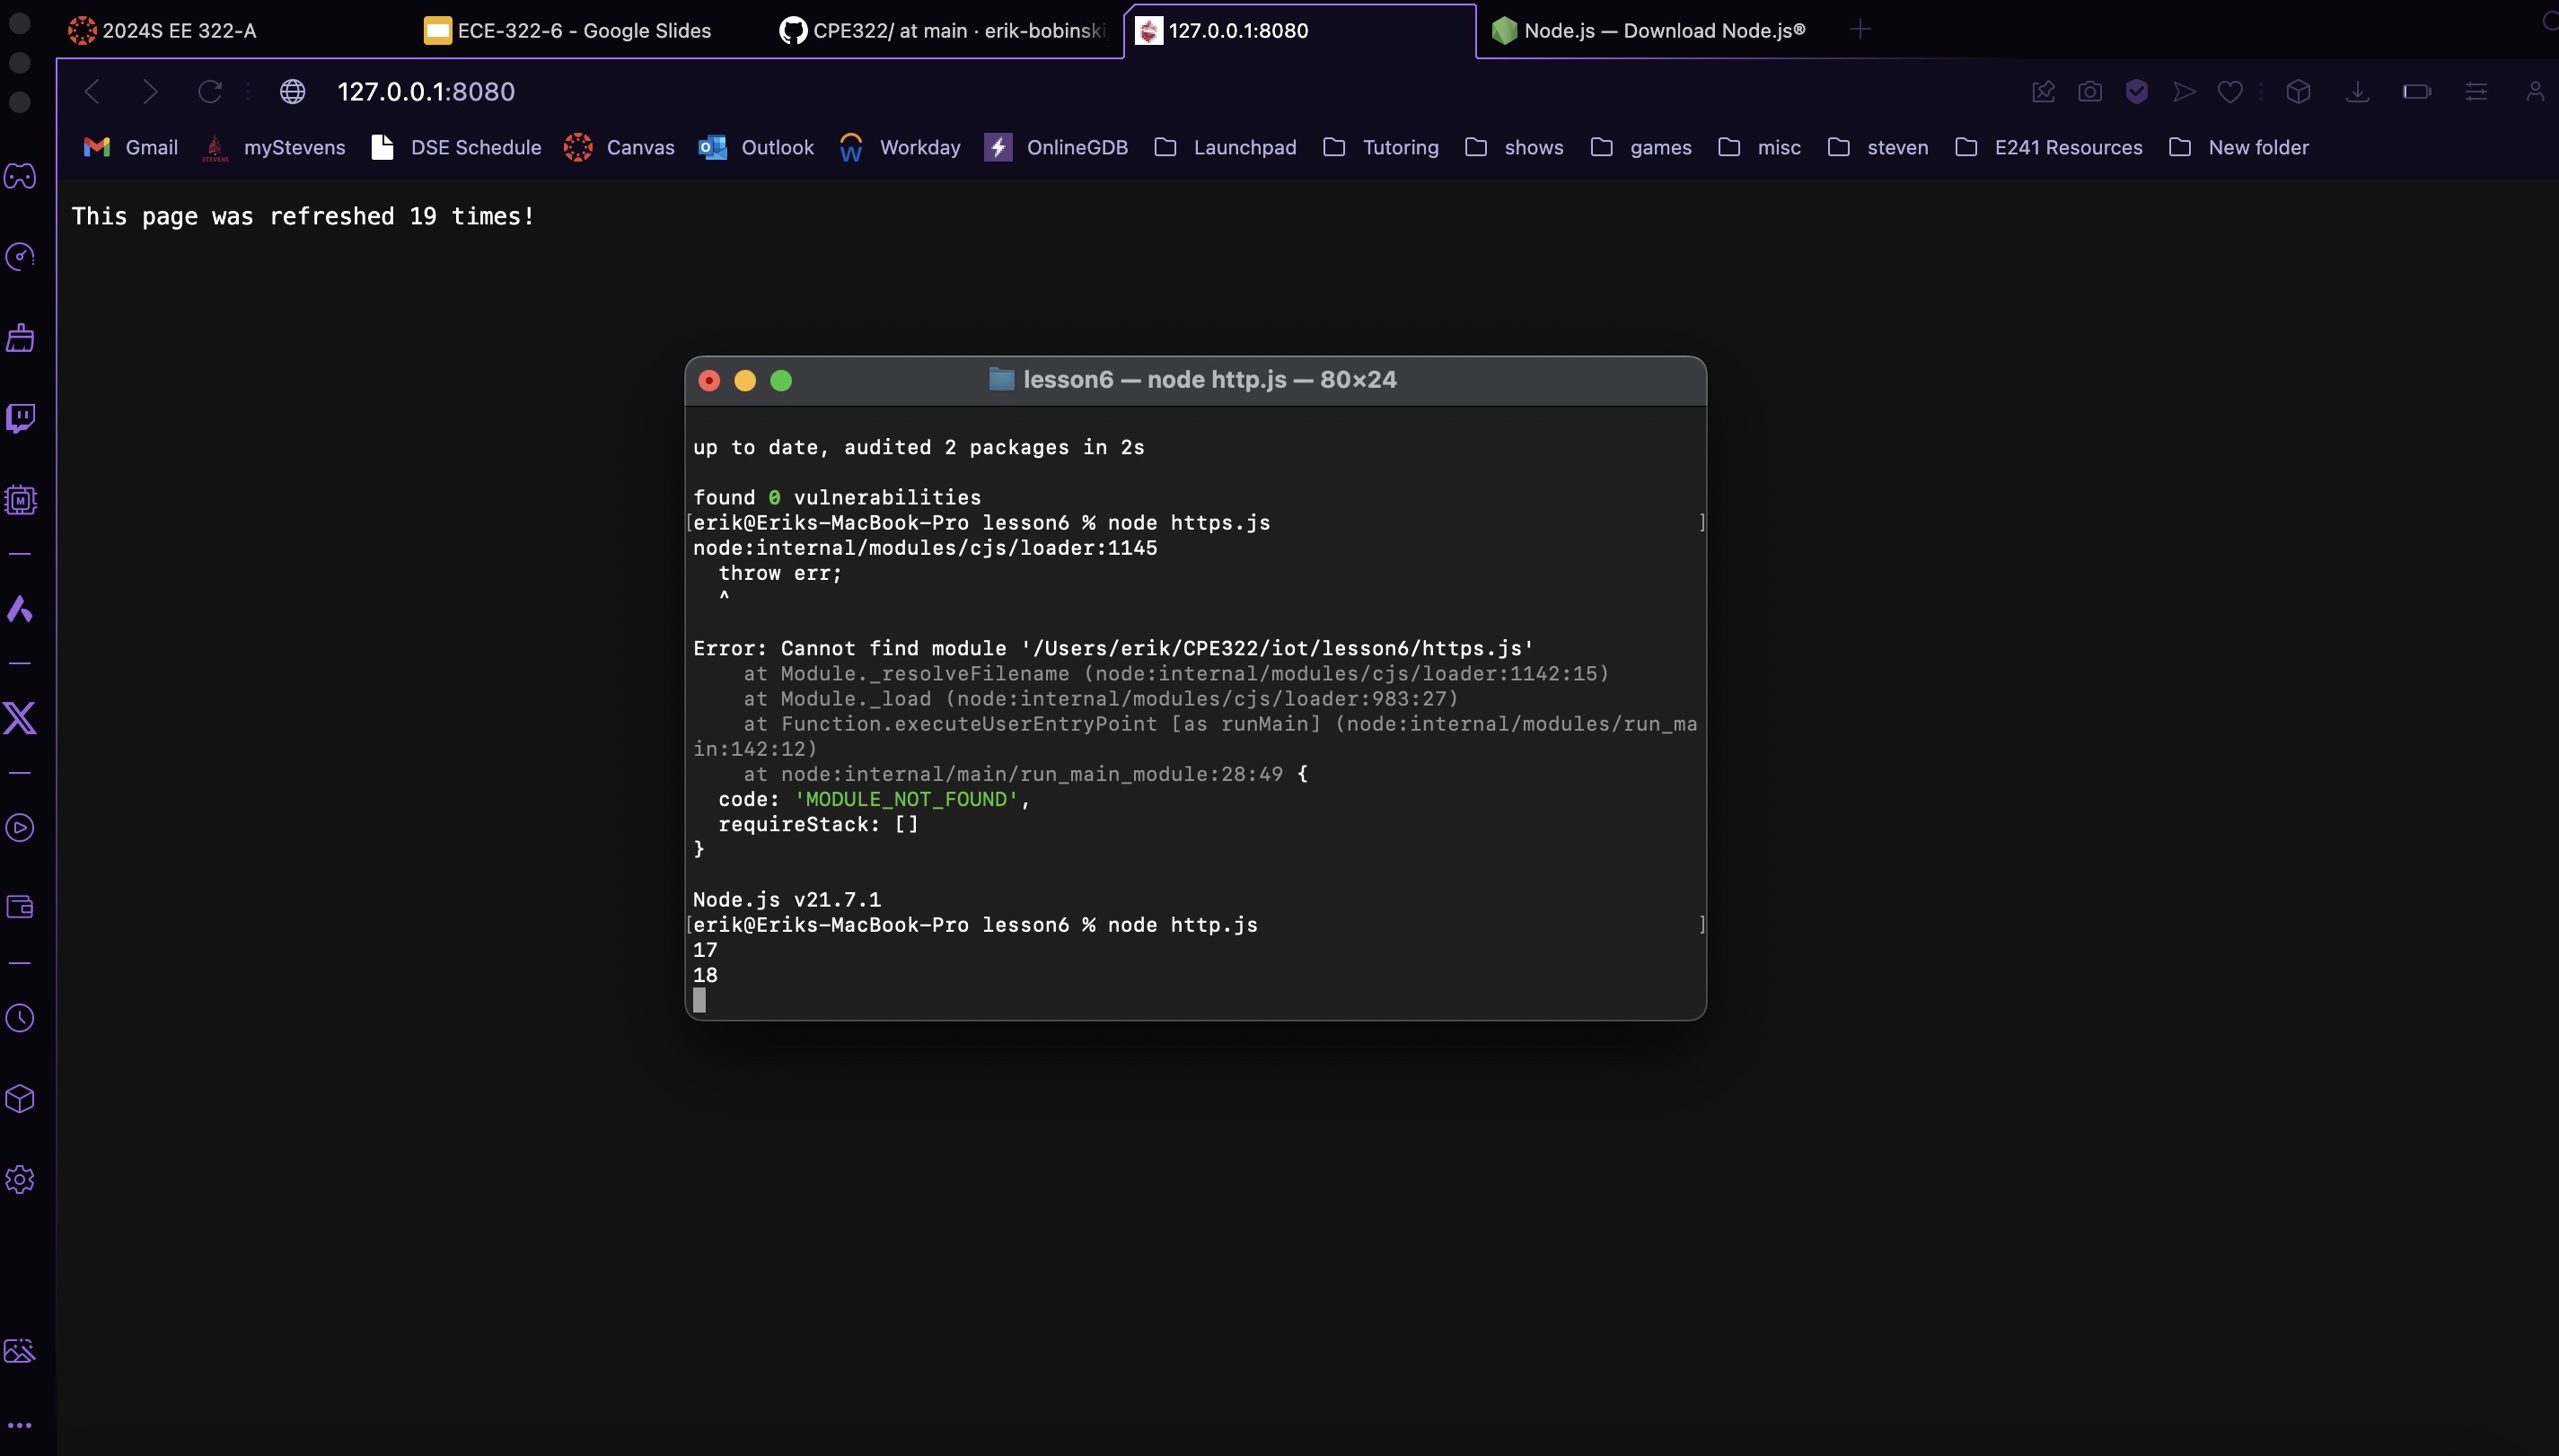 2024S EE 322-A
ECE-322-6 - Google Slides
CPE322/ at main · erik-bobinski
127.0.0.1:8080
Node.js — Download Node.js®
127.0.0.1:8080
Gmail
myStevens
DSE Schedule
Canvas
Outlook
Workday
OnlineGDB
Launchpad
Tutoring
shows
games
misc
steven
E241 Resources
New folder
This page was refreshed 19 times!
lesson6 — node http.js — 80×24
up to date, audited 2 packages in 2s
found 0 vulnerabilities
[erik@Eriks-MacBook-Pro lesson6 % node https.js ]
node:internal/modules/cjs/loader:1145
  throw err;
  ^
Error: Cannot find module '/Users/erik/CPE322/iot/lesson6/https.js'
    at Module._resolveFilename (node:internal/modules/cjs/loader:1142:15)
    at Module._load (node:internal/modules/cjs/loader:983:27)
    at Function.executeUserEntryPoint [as runMain] (node:internal/modules/run_ma
in:142:12)
    at node:internal/main/run_main_module:28:49 {
  code: 'MODULE_NOT_FOUND',
  requireStack: []
}
Node.js v21.7.1
[erik@Eriks-MacBook-Pro lesson6 % node http.js ]
17
18